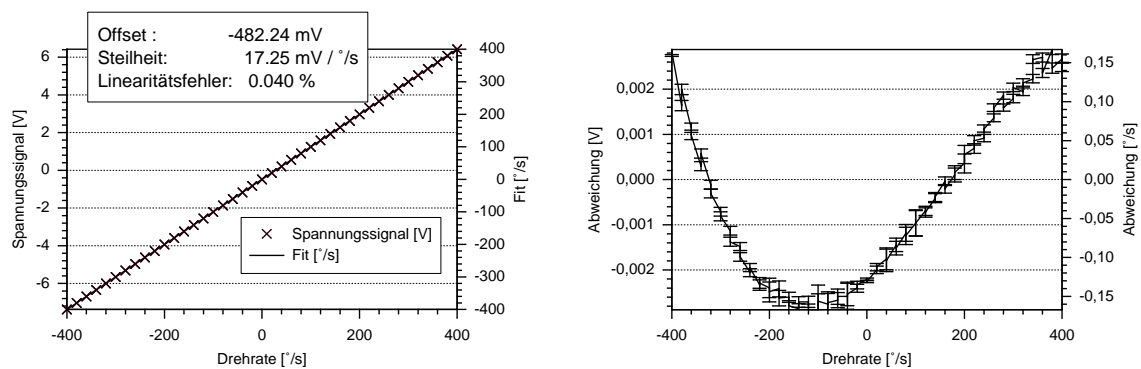 Offset : -482.24 mV
Steilheit: 17.25 mV / ˚/s
Linearitätsfehler: 0.040 %
Spannungssignal [V]
6
4
2
0
-2
-4
-6
400
300
200
100
0
-100
-200
-300
-400
Fit [˚/s]
Spannungssignal [V]
Fit [˚/s]
-400 -200 0 200 400
Drehrate [˚/s]
Abweichung [V]
0,002
0,001
0,000
-0,001
-0,002
0,15
0,10
0,05
0,00
-0,05
-0,10
-0,15
Abweichung [˚/s]
-400 -200 0 200 400
Drehrate [˚/s]